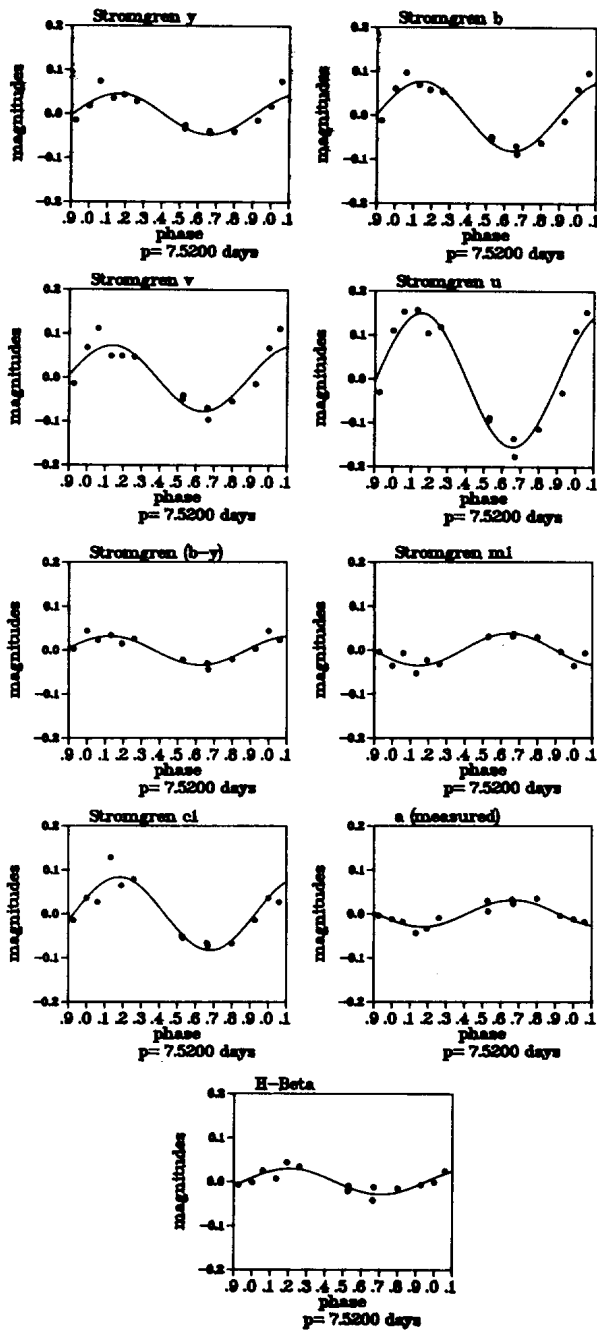 Stromgren y
0.2
0.1
0.0
-0.1
-0.2
magnitudes
.9 .0 .1 .2 .3 .4 .5 .6 .7 .8 .9 .0 .1
phase
p= 7.5200 days
Stromgren b
0.2
0.1
0.0
-0.1
-0.2
magnitudes
.9 .0 .1 .2 .3 .4 .5 .6 .7 .8 .9 .0 .1
phase
p= 7.5200 days
Stromgren v
0.2
0.1
0.0
-0.1
-0.2
magnitudes
.9 .0 .1 .2 .3 .4 .5 .6 .7 .8 .9 .0 .1
phase
p= 7.5200 days
Stromgren u
0.2
0.1
0.0
-0.1
-0.2
magnitudes
.9 .0 .1 .2 .3 .4 .5 .6 .7 .8 .9 .0 .1
phase
p= 7.5200 days
Stromgren (b-y)
0.2
0.1
0.0
-0.1
-0.2
magnitudes
.9 .0 .1 .2 .3 .4 .5 .6 .7 .8 .9 .0 .1
phase
p= 7.5200 days
Stromgren m1
0.2
0.1
0.0
-0.1
-0.2
magnitudes
.9 .0 .1 .2 .3 .4 .5 .6 .7 .8 .9 .0 .1
phase
p= 7.5200 days
Stromgren c1
0.2
0.1
0.0
-0.1
-0.2
magnitudes
.9 .0 .1 .2 .3 .4 .5 .6 .7 .8 .9 .0 .1
phase
p= 7.5200 days
a (measured)
0.2
0.1
0.0
-0.1
-0.2
magnitudes
.9 .0 .1 .2 .3 .4 .5 .6 .7 .8 .9 .0 .1
phase
p= 7.5200 days
H-Beta
0.2
0.1
0.0
-0.1
-0.2
magnitudes
.9 .0 .1 .2 .3 .4 .5 .6 .7 .8 .9 .0 .1
phase
p= 7.5200 days